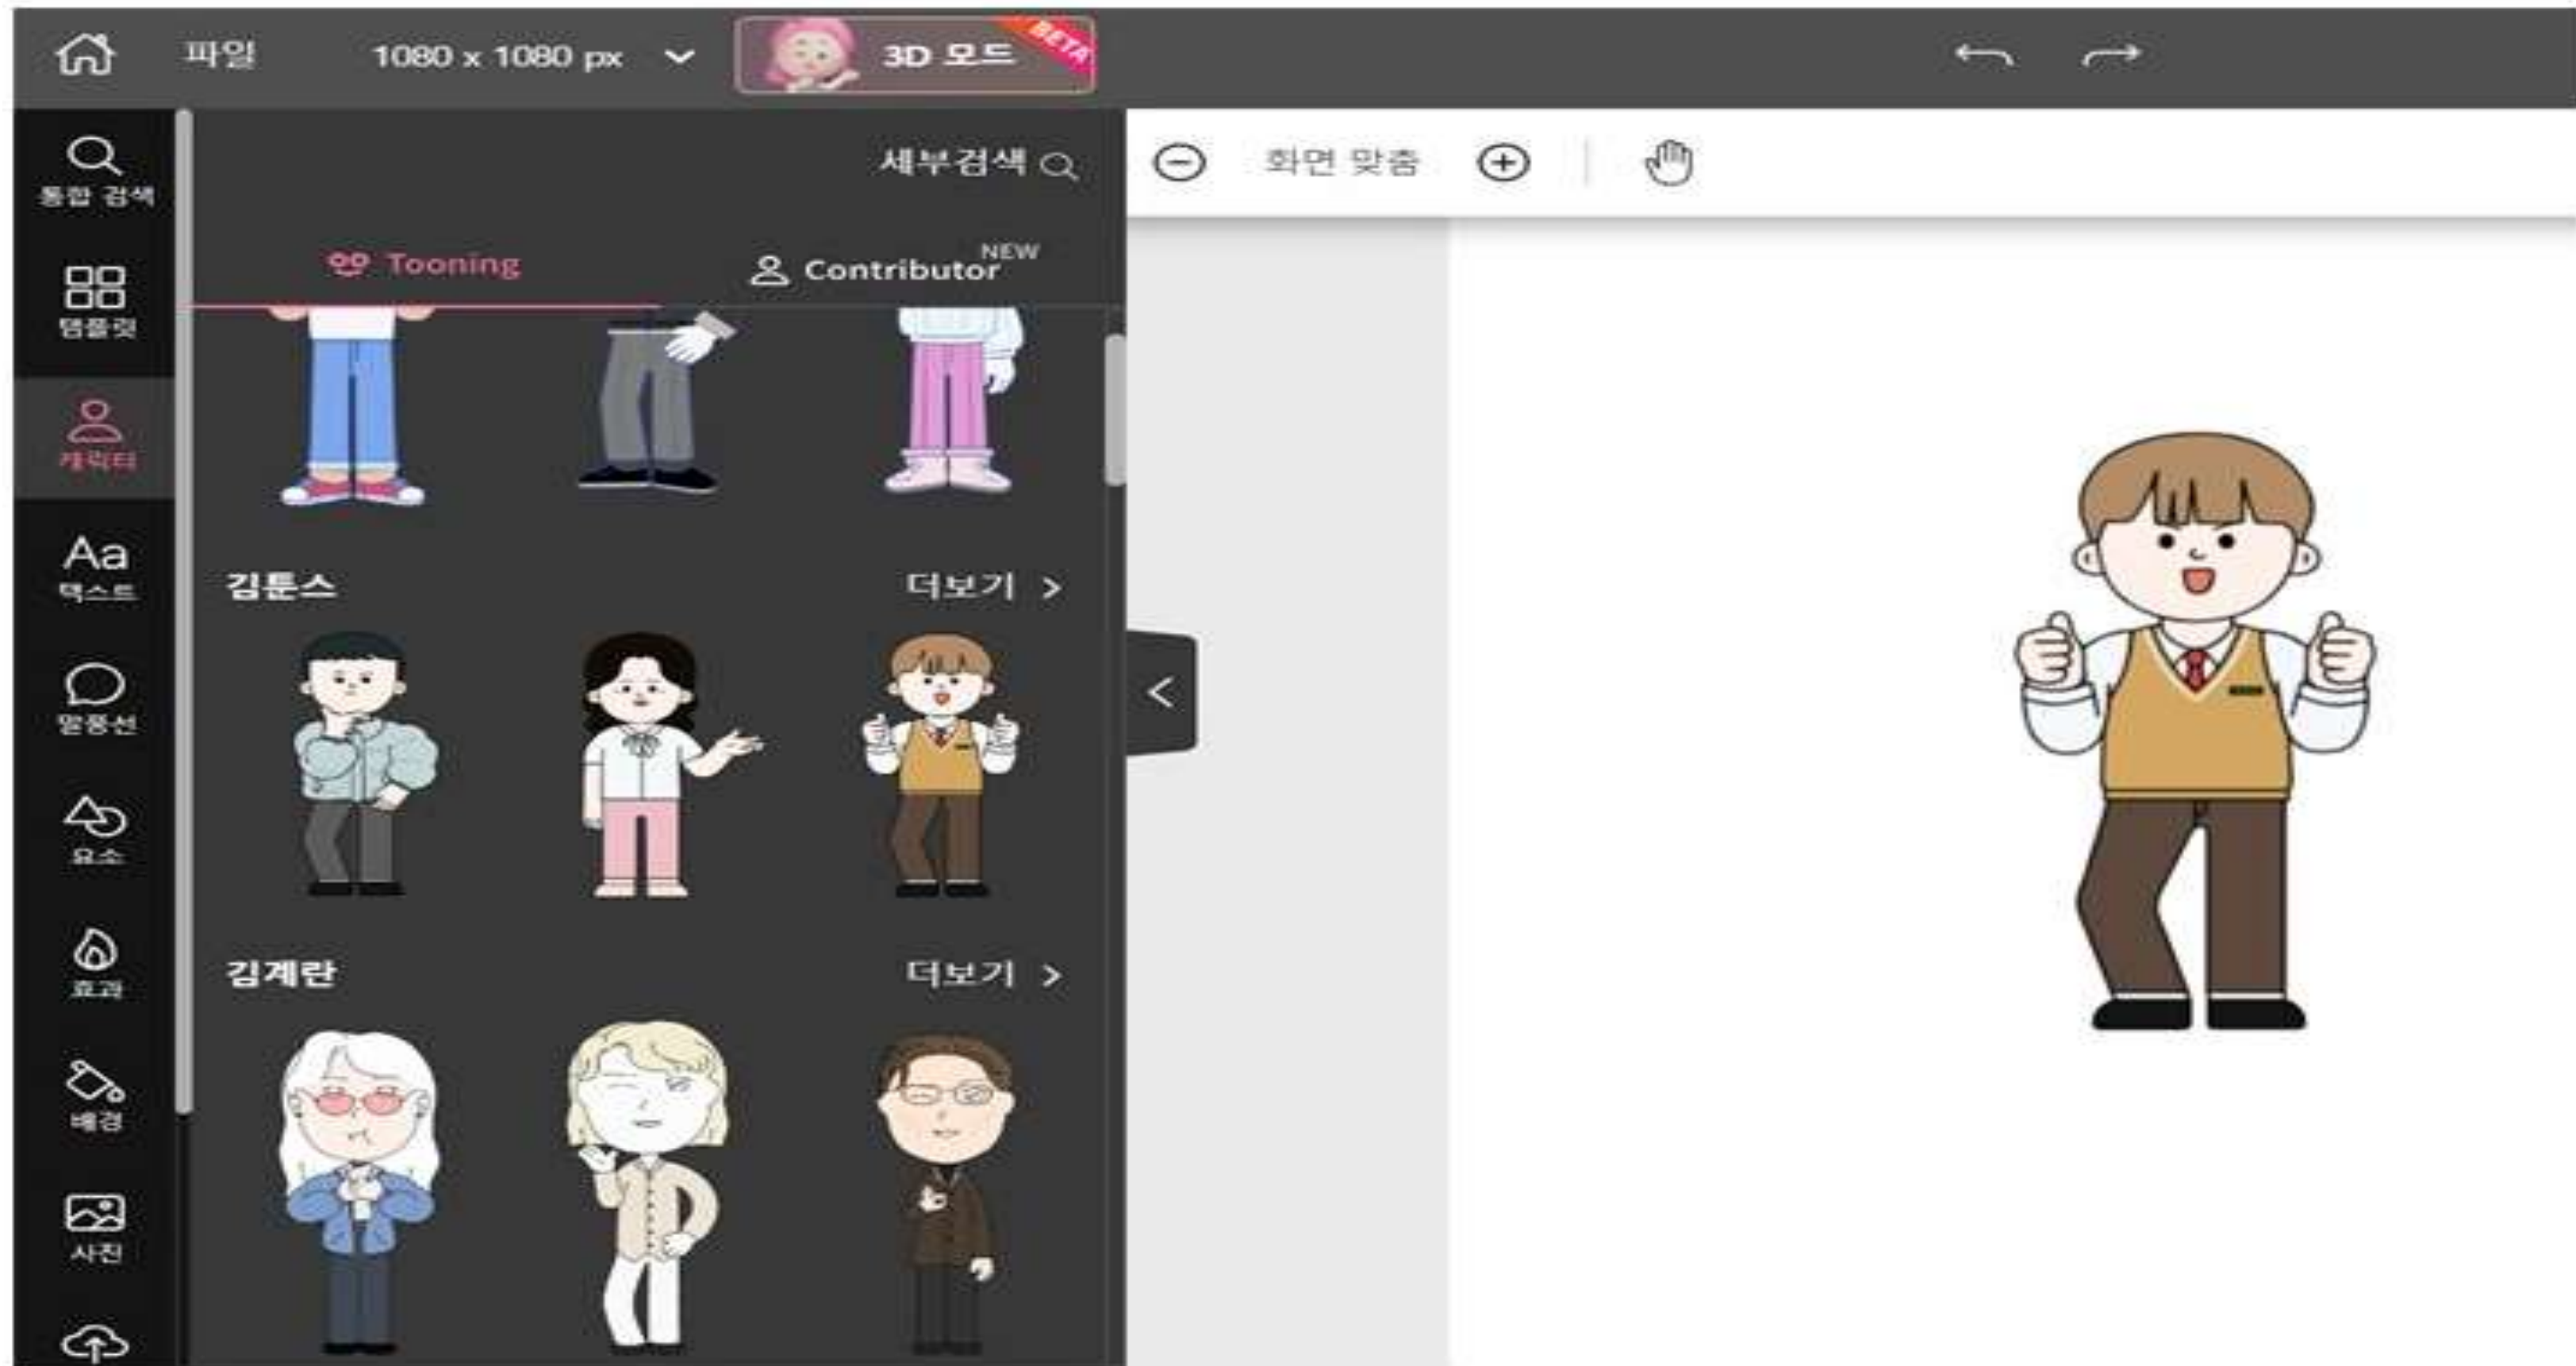 파일 1080 x 1080 px 3D 모드 BETA
통합 검색
템플릿
캐릭터
텍스트
말풍선
요소
효과
배경
사진
세부검색
Tooning Contributor NEW
김툰스 더보기 >
김계란 더보기 >
화면 맞춤